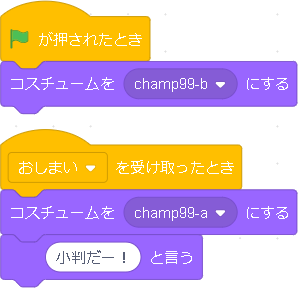 が押されたとき
コスチュームを champ99-b にする
おしまい を受け取ったとき
コスチュームを champ99-a にする
小判だー！ と言う